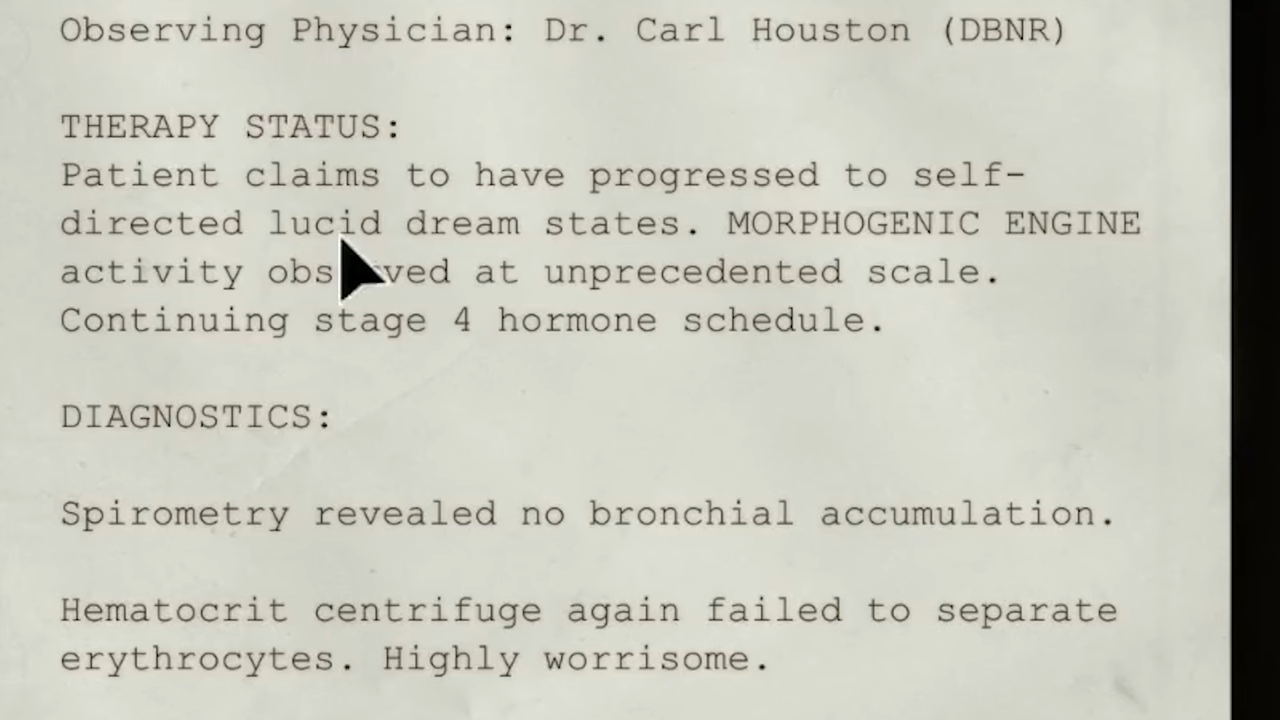 Observing Physician: Dr. Carl Houston (DBNR)
THERAPY STATUS:
Patient claims to have progressed to self-
directed lucid dream states. MORPHOGENIC ENGINE
activity obs ved at unprecedented scale.
Continuing stage 4 hormone schedule.
DIAGNOSTICS:
Spirometry revealed no bronchial accumulation.
Hematocrit centrifuge again failed to separate
erythrocytes. Highly worrisome.